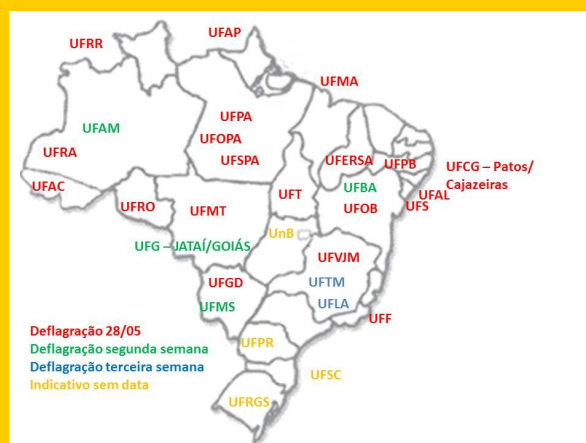 UFAP
UFRR
UFMA
UFPA
UFAM
UFOPA
UFRA
UFSPA
UFERSA
UFPB
UFCG – Patos/
Cajazeiras
UFAC
UFT
UFBA
UFAL
UFRO
UFMT
UFOB
UFS
UnB
UFG – JATAÍ/GOIÁS
UFVJM
UFGD
UFTM
UFMS
UFLA
UFF
Deflagração 28/05
Deflagração segunda semana
Deflagração terceira semana
Indicativo sem data
UFPR
UFSC
UFRGS